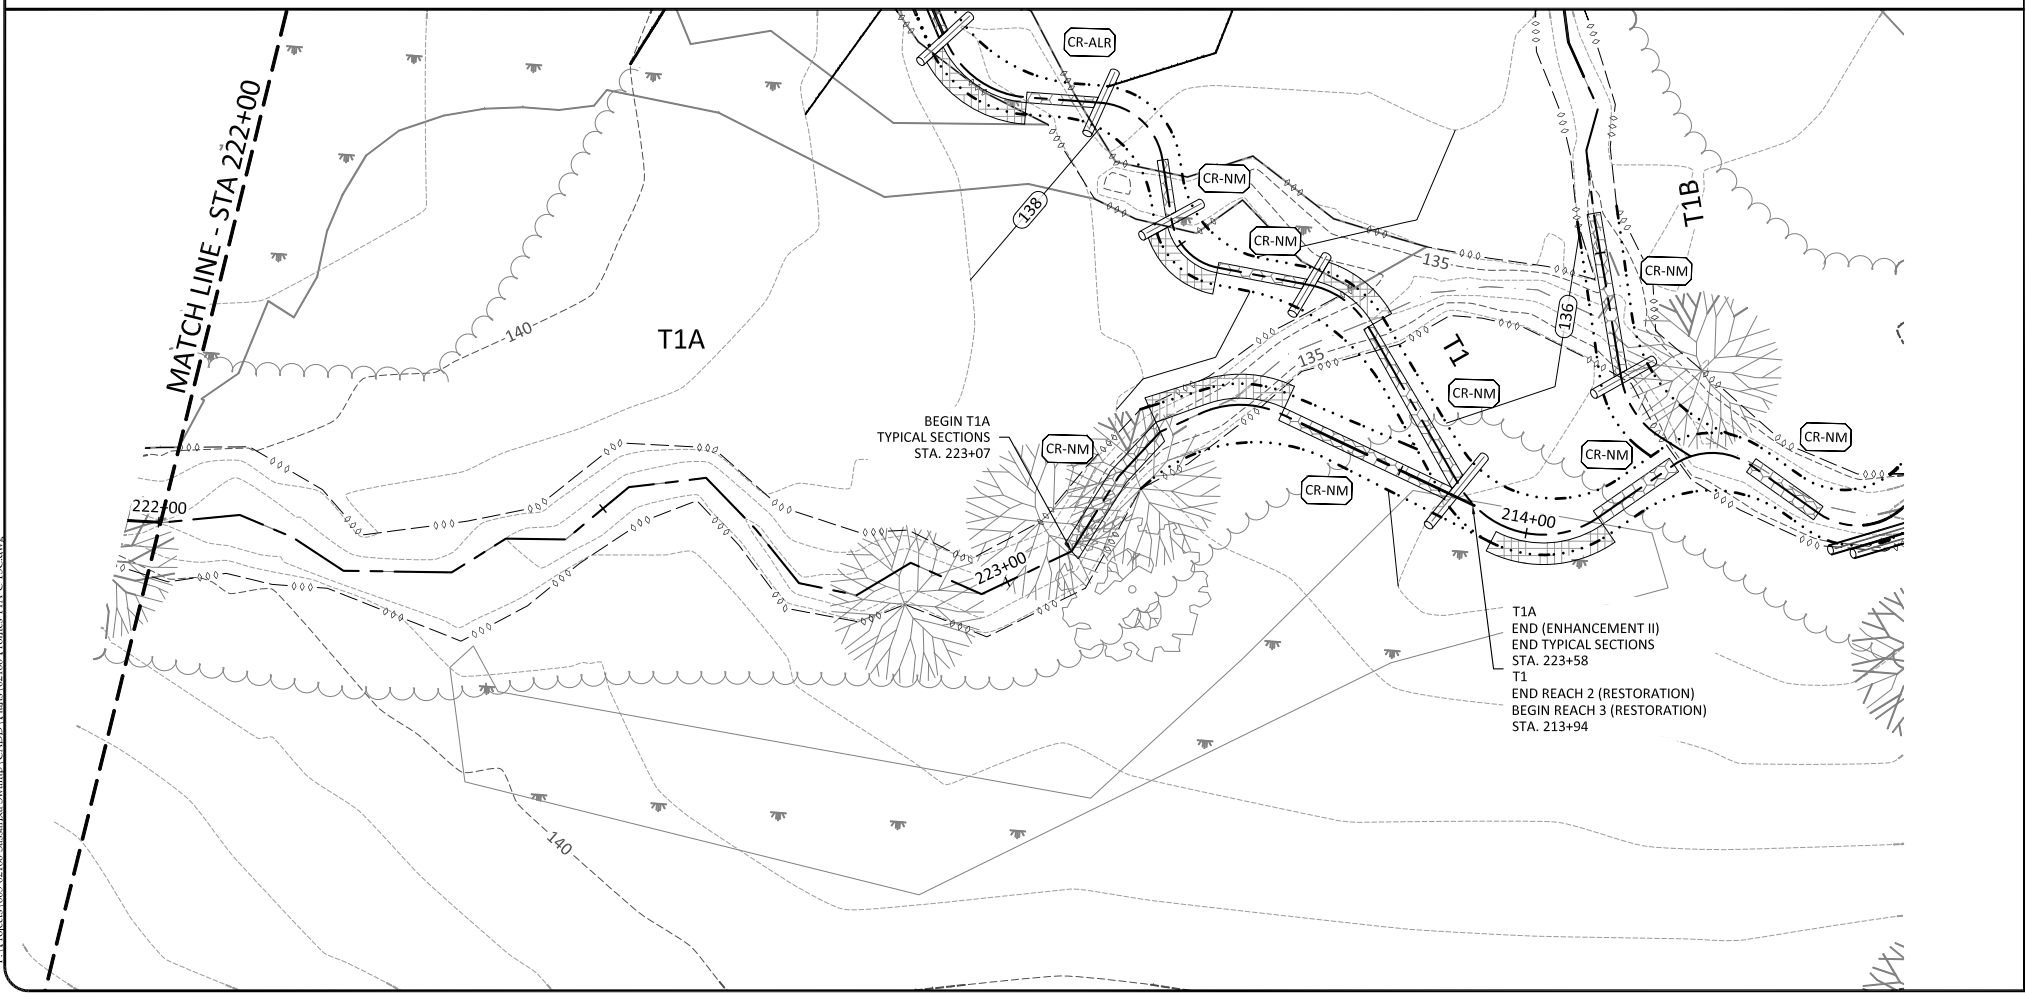 CR-ALR
MATCH LINE - STA 222+00
CR-NM
138
T1B
CR-NM
135
CR-NM
136
140
T1A
T1
135
CR-NM
BEGIN T1A
TYPICAL SECTIONS
STA. 223+07
CR-NM
CR-NM
CR-NM
CR-NM
222+00
214+00
223+00
T1A
END (ENHANCEMENT II)
END TYPICAL SECTIONS
STA. 223+58
T1
END REACH 2 (RESTORATION)
BEGIN REACH 3 (RESTORATION)
STA. 213+94
140